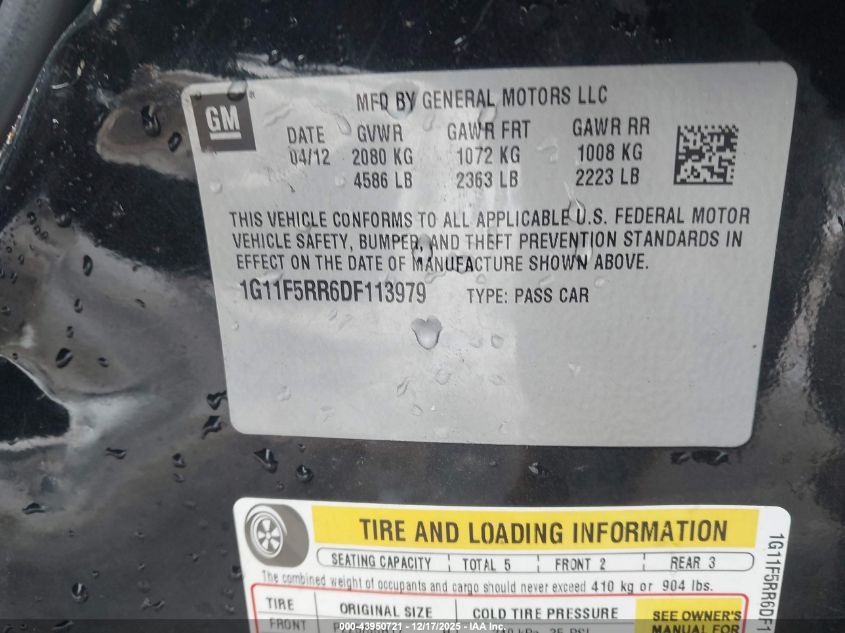 GM
MFD BY GENERAL MOTORS LLC
DATE GVWR GAWR FRT GAWR RR
04/12 2080 KG 1072 KG 1008 KG
4586 LB 2363 LB 2223 LB
THIS VEHICLE CONFORMS TO ALL APPLICABLE U.S. FEDERAL MOTOR
VEHICLE SAFETY, BUMPER, AND THEFT PREVENTION STANDARDS IN
EFFECT ON THE DATE OF MANUFACTURE SHOWN ABOVE.
1G11F5RR6DF113979 TYPE: PASS CAR
TIRE AND LOADING INFORMATION
SEATING CAPACITY TOTAL 5 FRONT 2 REAR 3
The combined weight of occupants and cargo should never exceed 410 kg or 904 lbs.
TIRE ORIGINAL SIZE COLD TIRE PRESSURE SEE OWNER'S
FRONT MANUAL FOR
1G11F5RR6DF1
000-43950721 - 12/17/2025 - IAA Inc.